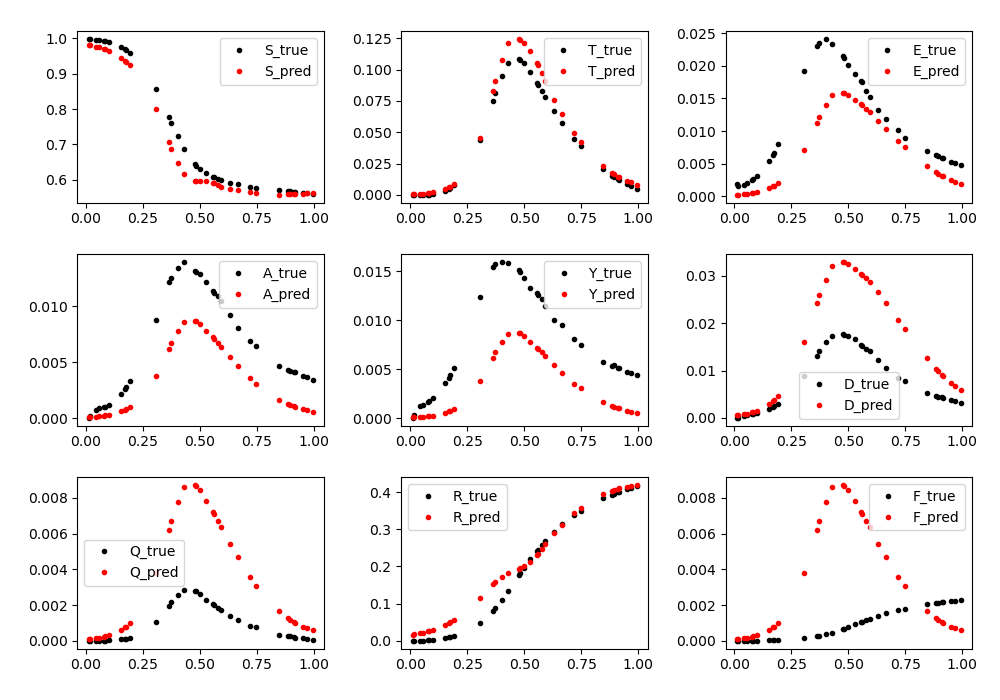 1.0
0.9
0.8
0.7
0.6
S_true
S_pred
0.00 0.25 0.50 0.75 1.00
0.125
0.100
0.075
0.050
0.025
0.000
T_true
T_pred
0.00 0.25 0.50 0.75 1.00
0.025
0.020
0.015
0.010
0.005
0.000
E_true
E_pred
0.00 0.25 0.50 0.75 1.00
0.010
0.005
0.000
A_true
A_pred
0.00 0.25 0.50 0.75 1.00
0.015
0.010
0.005
0.000
Y_true
Y_pred
0.00 0.25 0.50 0.75 1.00
0.03
0.02
0.01
0.00
D_true
D_pred
0.00 0.25 0.50 0.75 1.00
0.008
0.006
0.004
0.002
0.000
Q_true
Q_pred
0.00 0.25 0.50 0.75 1.00
0.4
0.3
0.2
0.1
0.0
R_true
R_pred
0.00 0.25 0.50 0.75 1.00
0.008
0.006
0.004
0.002
0.000
F_true
F_pred
0.00 0.25 0.50 0.75 1.00